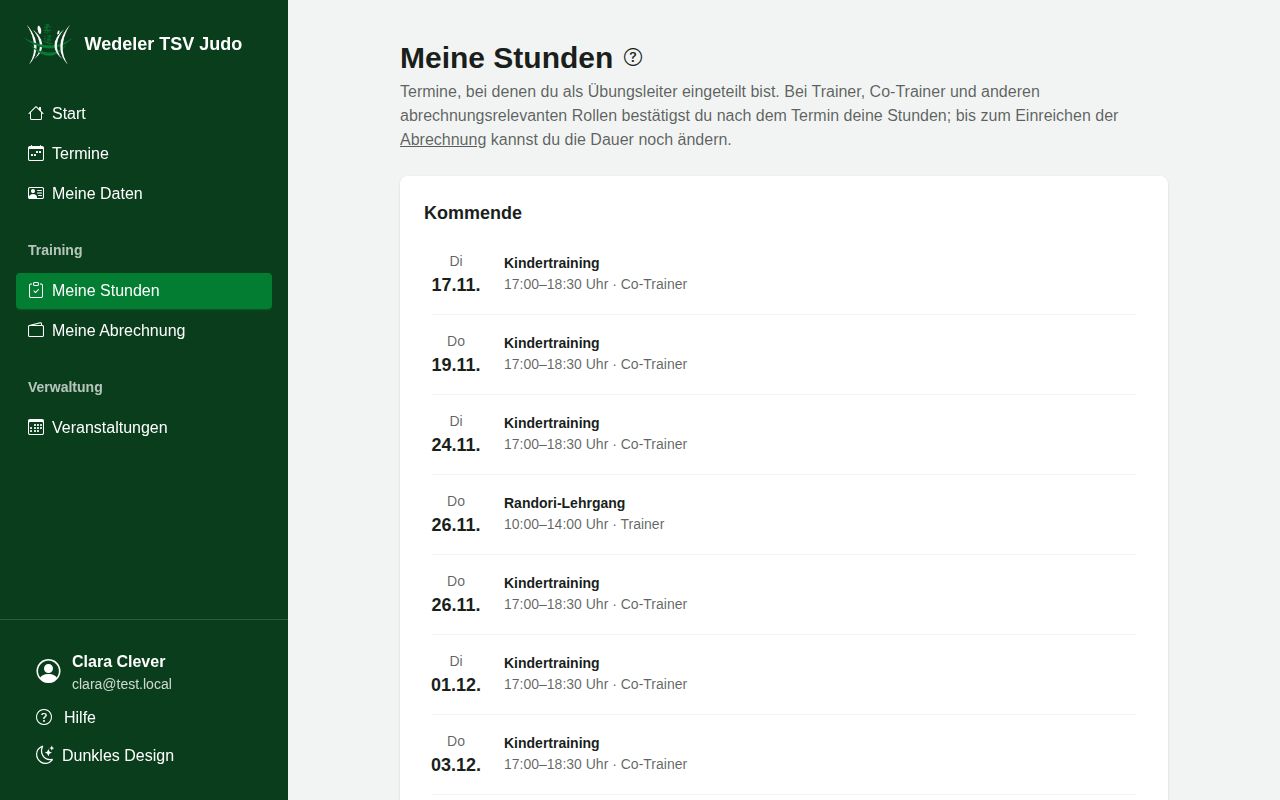 Wedeler TSV Judo
Start
Termine
Meine Daten
Training
Meine Stunden
Meine Abrechnung
Verwaltung
Veranstaltungen
Clara Clever
clara@test.local
Hilfe
Dunkles Design
Meine Stunden
Termine, bei denen du als Übungsleiter eingeteilt bist. Bei Trainer, Co-Trainer und anderen
abrechnungsrelevanten Rollen bestätigst du nach dem Termin deine Stunden; bis zum Einreichen der
Abrechnung kannst du die Dauer noch ändern.
Kommende
Di
17.11.
Kindertraining
17:00–18:30 Uhr · Co-Trainer
Do
19.11.
Kindertraining
17:00–18:30 Uhr · Co-Trainer
Di
24.11.
Kindertraining
17:00–18:30 Uhr · Co-Trainer
Do
26.11.
Randori-Lehrgang
10:00–14:00 Uhr · Trainer
Do
26.11.
Kindertraining
17:00–18:30 Uhr · Co-Trainer
Di
01.12.
Kindertraining
17:00–18:30 Uhr · Co-Trainer
Do
03.12.
Kindertraining
17:00–18:30 Uhr · Co-Trainer